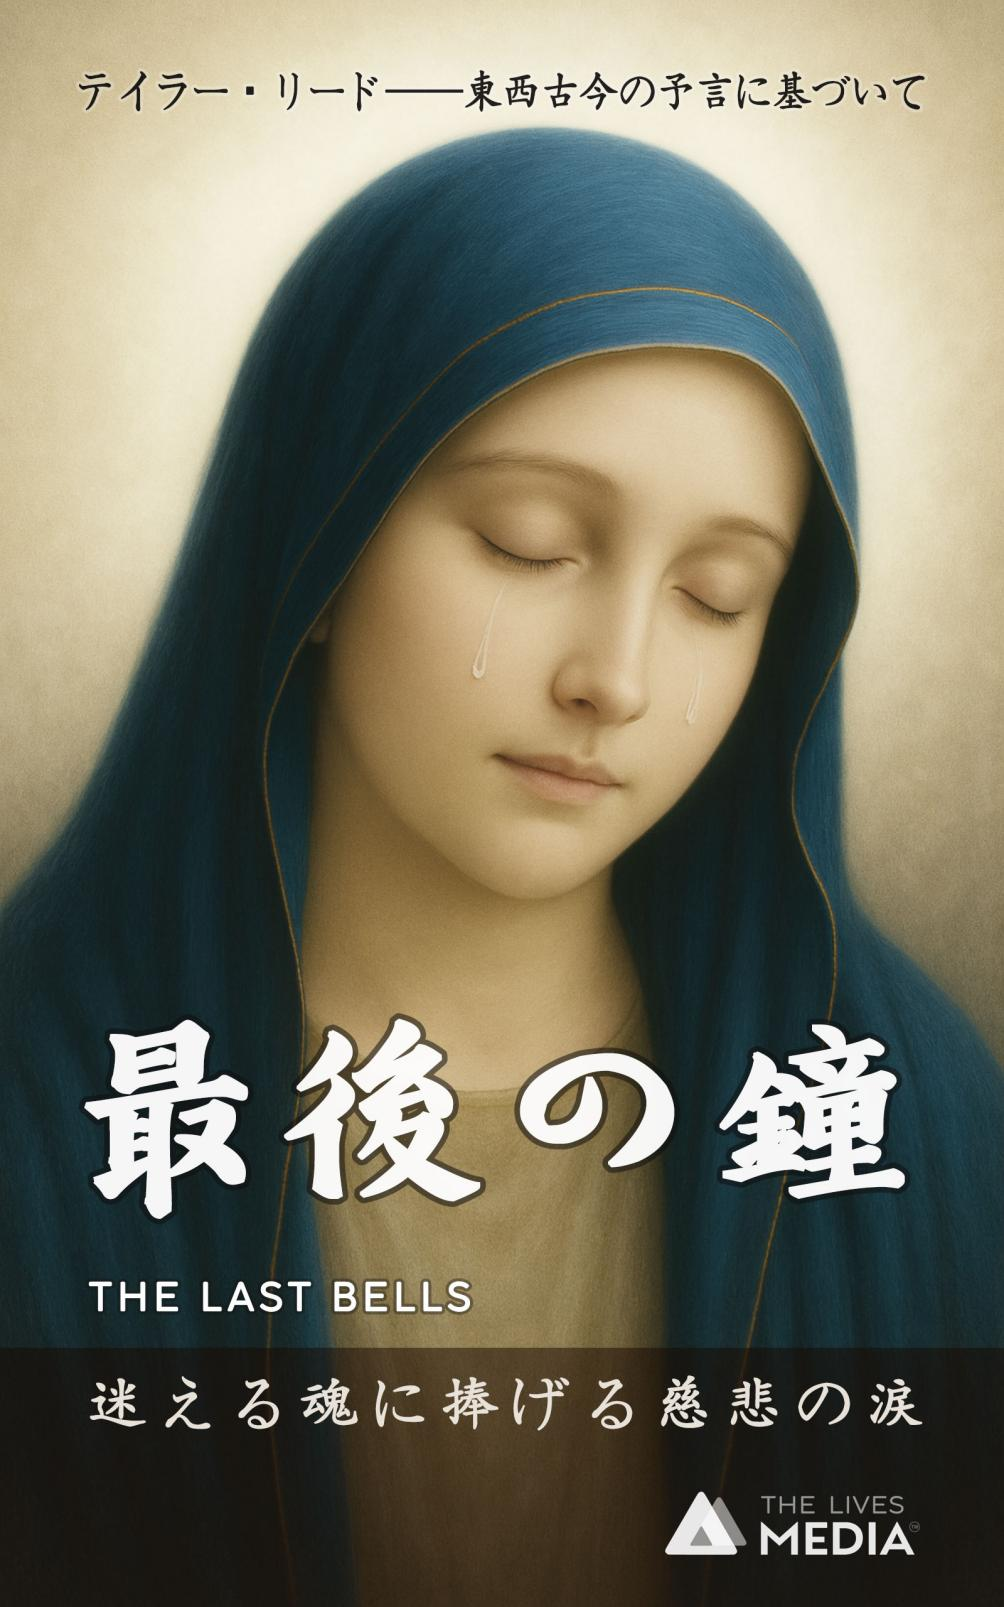 テイラー・リード──東西古今の予言に基づいて
最後の鐘
THE LAST BELLS
迷える魂に捧げる慈悲の涙
THE LIVES
MEDIA™